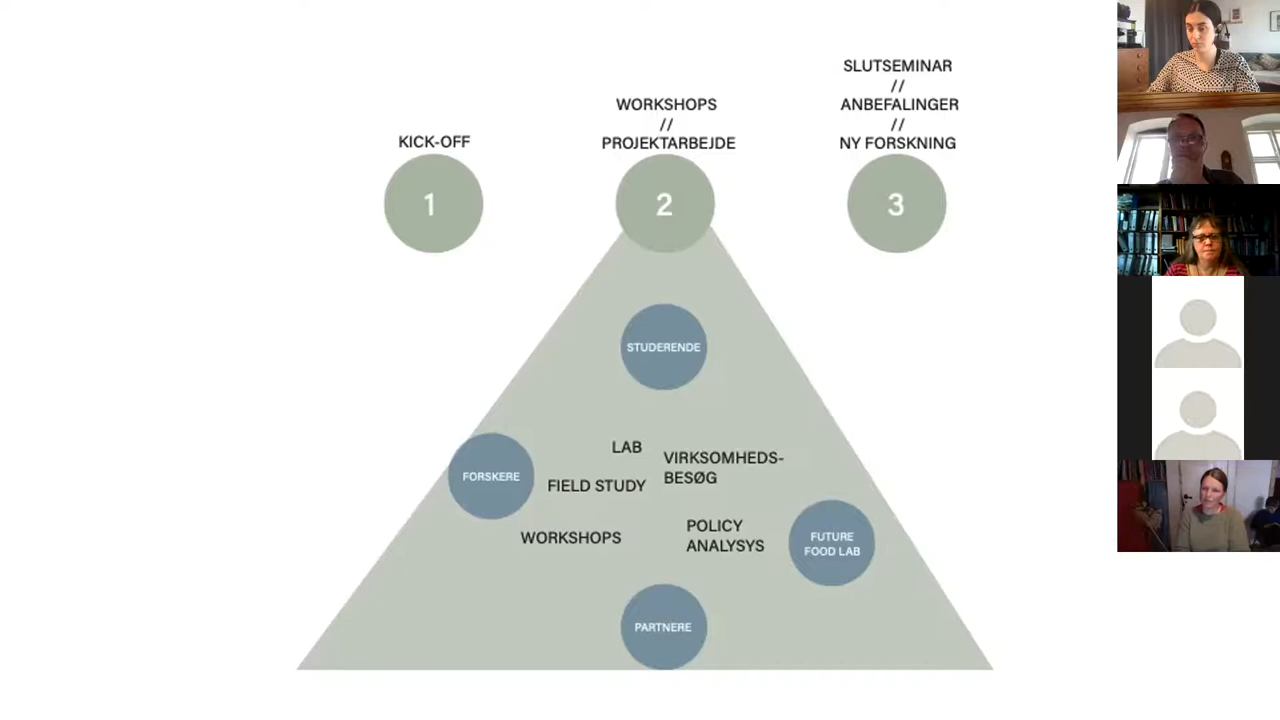 KICK-OFF
1
WORKSHOPS
//
PROJEKTARBEJDE
2
SLUTSEMINAR
//
ANBEFALINGER
//
NY FORSKNING
3
STUDERENDE
FORSKERE
LAB
VIRKSOMHEDS-
BESØG
FIELD STUDY
WORKSHOPS
POLICY
ANALYSYS
FUTURE
FOOD LAB
PARTNERE